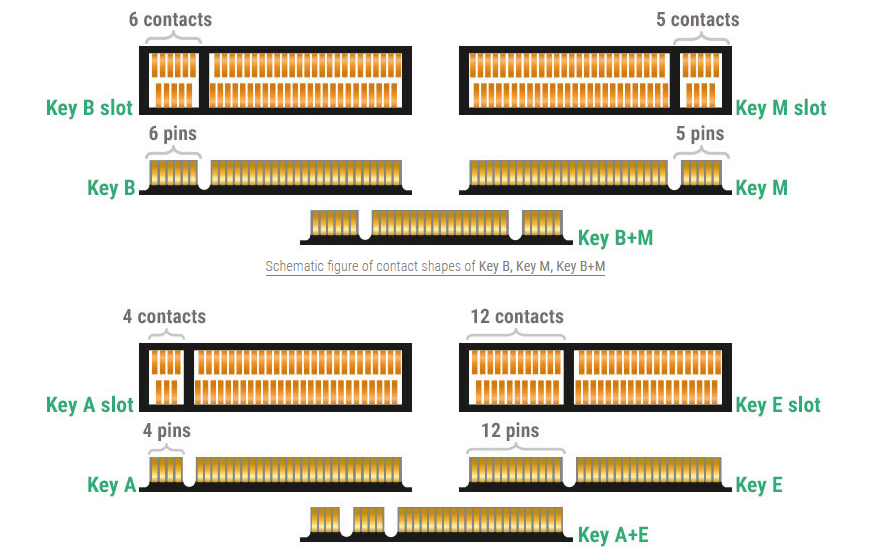 6 contacts
5 contacts
Key B slot
Key M slot
6 pins
5 pins
Key B
Key M
Key B+M
Schematic figure of contact shapes of Key B, Key M, Key B+M
4 contacts
12 contacts
Key A slot
Key E slot
4 pins
12 pins
Key A
Key E
Key A+E